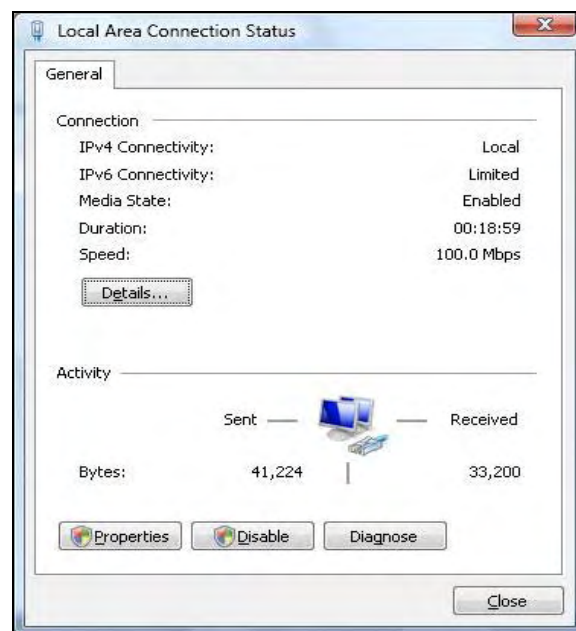 Local Area Connection Status
General
Connection
IPv4 Connectivity: Local
IPv6 Connectivity: Limited
Media State: Enabled
Duration: 00:18:59
Speed: 100.0 Mbps
Details...
Activity
Sent Received
Bytes: 41,224 33,200
Properties Disable Diagnose
Close